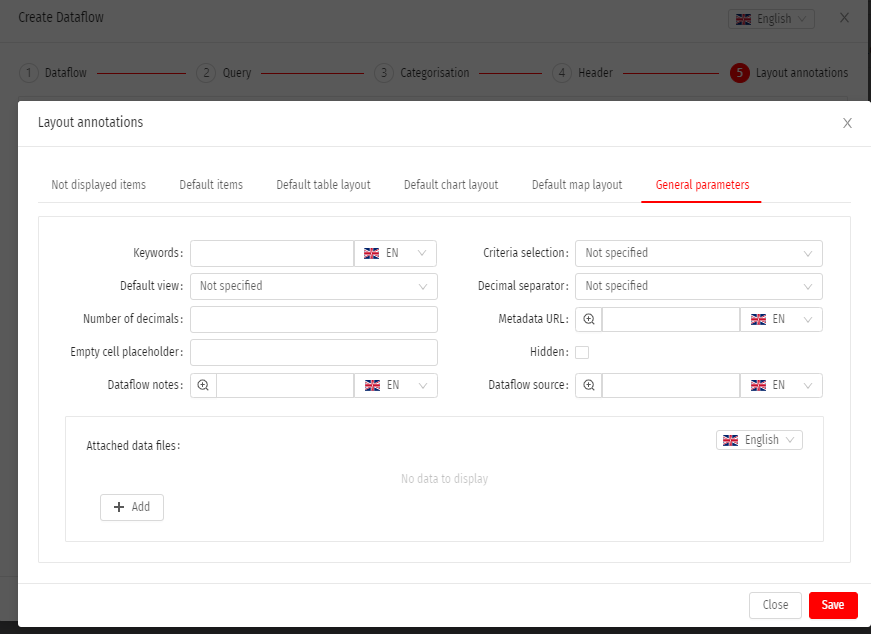 Create Dataflow
English
X
1 Dataflow 2 Query 3 Categorisation 4 Header 5 Layout annotations
Layout annotations
X
Not displayed items Default items Default table layout Default chart layout Default map layout General parameters
Keywords: EN Criteria selection: Not specified
Default view: Not specified Decimal separator: Not specified
Number of decimals: Metadata URL: EN
Empty cell placeholder: Hidden:
Dataflow notes: EN Dataflow source: EN
Attached data files: English
No data to display
+ Add
Close Save